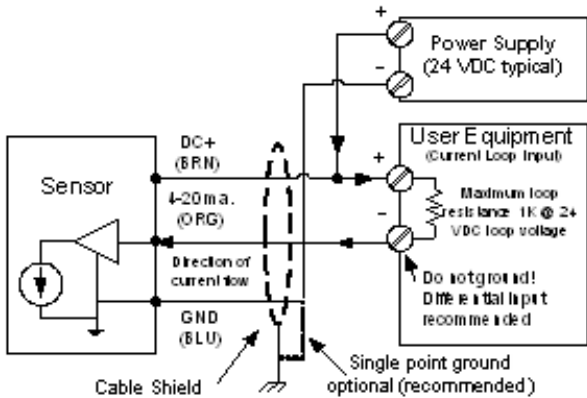 +
Power Supply
(24 VDC typical)
-
User Equipment
(Current Loop Input)
DC+
(BRN)
+
Sensor
Maximum loop
resistance 1K @ 24
VDC loop voltage
4-20ma.
(ORG)
-
Direction of
current flow
Do not ground!
Differential input
recommended
GND
(BLU)
Single point ground
optional (recommended)
Cable Shield